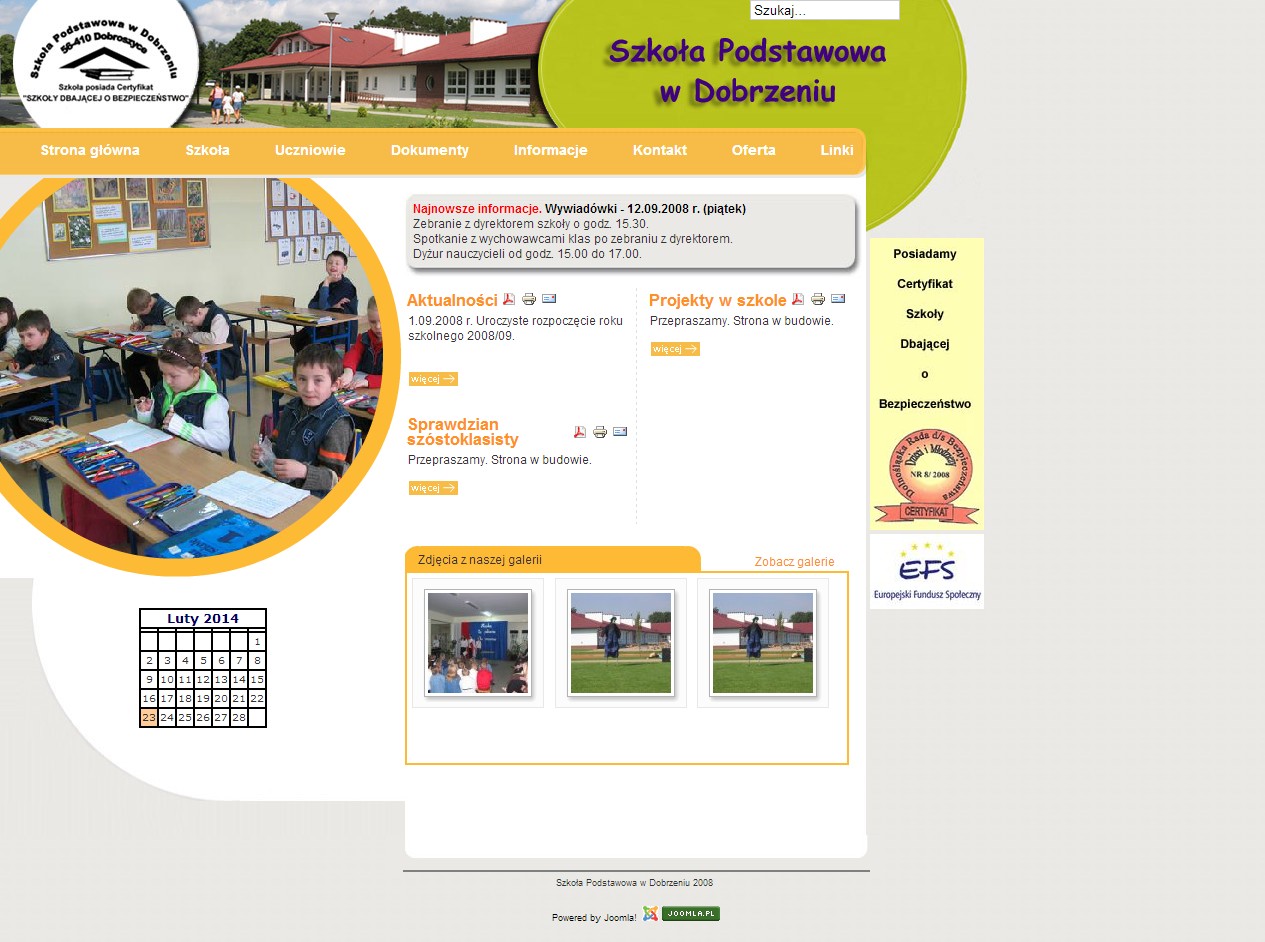 Szkoła Podstawowa w Dobrzeniu
56-410 Dobroszyce
Szkoła posiada Certyfikat
"SZKOŁY DBAJĄCEJ O BEZPIECZEŃSTWO"
Szukaj...
Szkoła Podstawowa
w Dobrzeniu
Strona główna Szkoła Uczniowie Dokumenty Informacje Kontakt Oferta Linki
Najnowsze informacje. Wywiadówki - 12.09.2008 r. (piątek)
Zebranie z dyrektorem szkoły o godz. 15.30.
Spotkanie z wychowawcami klas po zebraniu z dyrektorem.
Dyżur nauczycieli od godz. 15.00 do 17.00.
Aktualności
1.09.2008 r. Uroczyste rozpoczęcie roku
szkolnego 2008/09.
więcej
Sprawdzian
szóstoklasisty
Przepraszamy. Strona w budowie.
więcej
Projekty w szkole
Przepraszamy. Strona w budowie.
więcej
Posiadamy
Certyfikat
Szkoły
Dbającej
o
Bezpieczeństwo
Dolnośląska Rada d/s Bezpieczeństwa
Dzieci i Młodzieży
NR 8/ 2008
CERTYFIKAT
EFS
Europejski Fundusz Społeczny
Zdjęcia z naszej galerii
Zobacz galerie
Luty 2014
1
2 3 4 5 6 7 8
9 10 11 12 13 14 15
16 17 18 19 20 21 22
23 24 25 26 27 28
Szkoła Podstawowa w Dobrzeniu 2008
Powered by Joomla! JOOMLA.PL